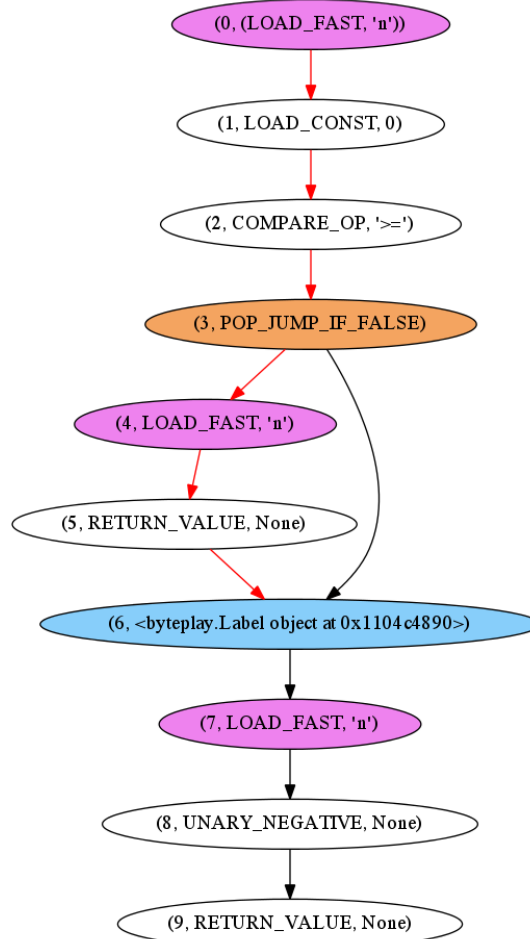 (0, (LOAD_FAST, 'n'))
(1, LOAD_CONST, 0)
(2, COMPARE_OP, '>=')
(3, POP_JUMP_IF_FALSE)
(4, LOAD_FAST, 'n')
(5, RETURN_VALUE, None)
(6, <byteplay.Label object at 0x1104c4890>)
(7, LOAD_FAST, 'n')
(8, UNARY_NEGATIVE, None)
(9, RETURN_VALUE, None)